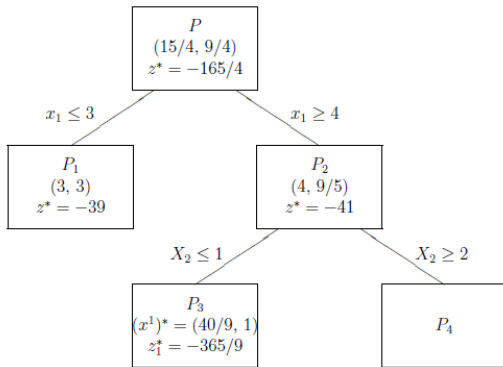 P
(15/4, 9/4)
z* = −165/4
x₁ ≤ 3
x₁ ≥ 4
P₁
(3, 3)
z* = −39
P₂
(4, 9/5)
z* = −41
X₂ ≤ 1
X₂ ≥ 2
P₃
(x¹)* = (40/9, 1)
z₁* = −365/9
P₄